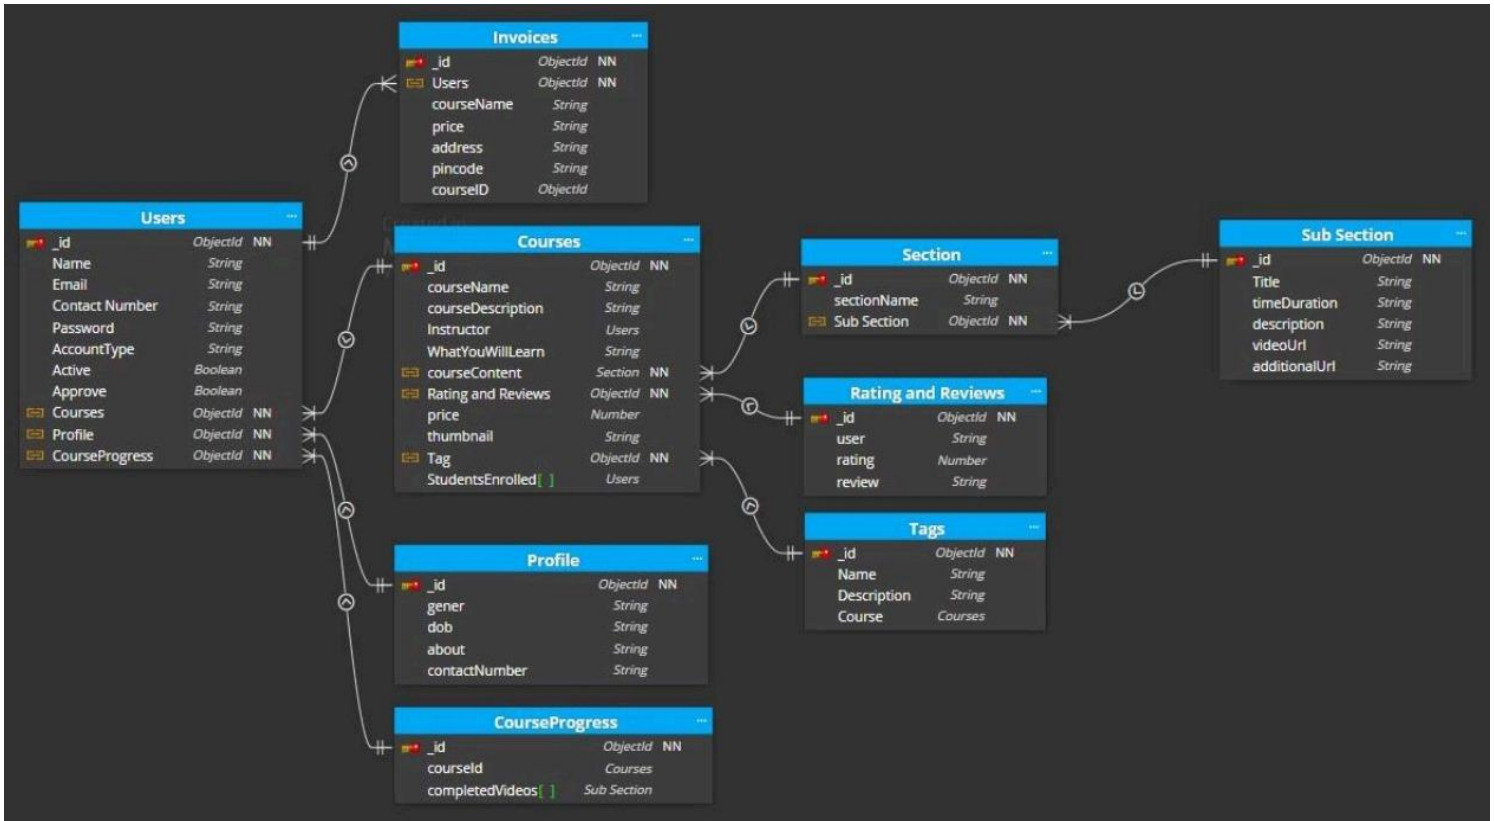 Invoices ...
_id ObjectId NN
Users ObjectId NN
courseName String
price String
address String
pincode String
courseID ObjectId
Users ...
_id ObjectId NN
Name String
Email String
Contact Number String
Password String
AccountType String
Active Boolean
Approve Boolean
Courses ObjectId NN
Profile ObjectId NN
CourseProgress ObjectId NN
Created in
Courses ...
_id ObjectId NN
courseName String
courseDescription String
Instructor Users
WhatYouWillLearn String
courseContent Section NN
Rating and Reviews ObjectId NN
price Number
thumbnail String
Tag ObjectId NN
StudentsEnrolled[ ] Users
Section ...
_id ObjectId NN
sectionName String
Sub Section ObjectId NN
Sub Section ...
_id ObjectId NN
Title String
timeDuration String
description String
videoUrl String
additionalUrl String
Rating and Reviews ...
_id ObjectId NN
user String
rating Number
review String
Tags ...
_id ObjectId NN
Name String
Description String
Course Courses
Profile ...
_id ObjectId NN
gener String
dob String
about String
contactNumber String
CourseProgress ...
_id ObjectId NN
courseId Courses
completedVideos[ ] Sub Section